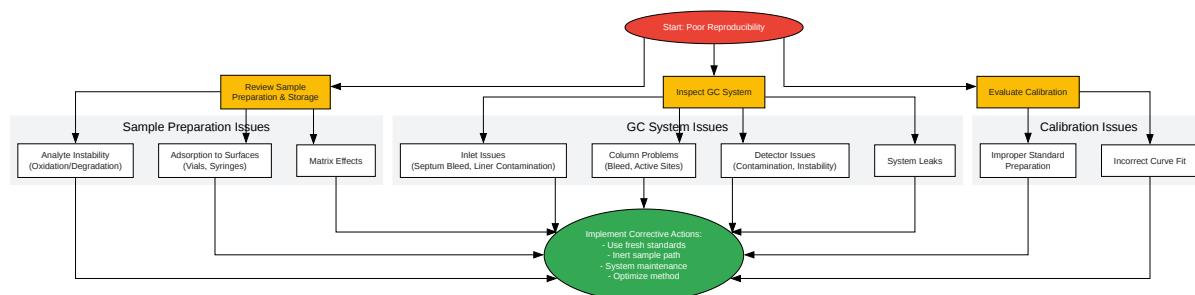 Start: Poor Reproducibility
Review Sample
Preparation & Storage
Inspect GC System
Evaluate Calibration
Sample Preparation Issues
GC System Issues
Calibration Issues
Analyte Instability
(Oxidation/Degradation)
Adsorption to Surfaces
(Vials, Syringes)
Matrix Effects
Inlet Issues
(Septum Bleed, Liner Contamination)
Column Problems
(Bleed, Active Sites)
Detector Issues
(Contamination, Instability)
System Leaks
Improper Standard
Preparation
Incorrect Curve Fit
Implement Corrective Actions:
- Use fresh standards
- Inert sample path
- System maintenance
- Optimize method